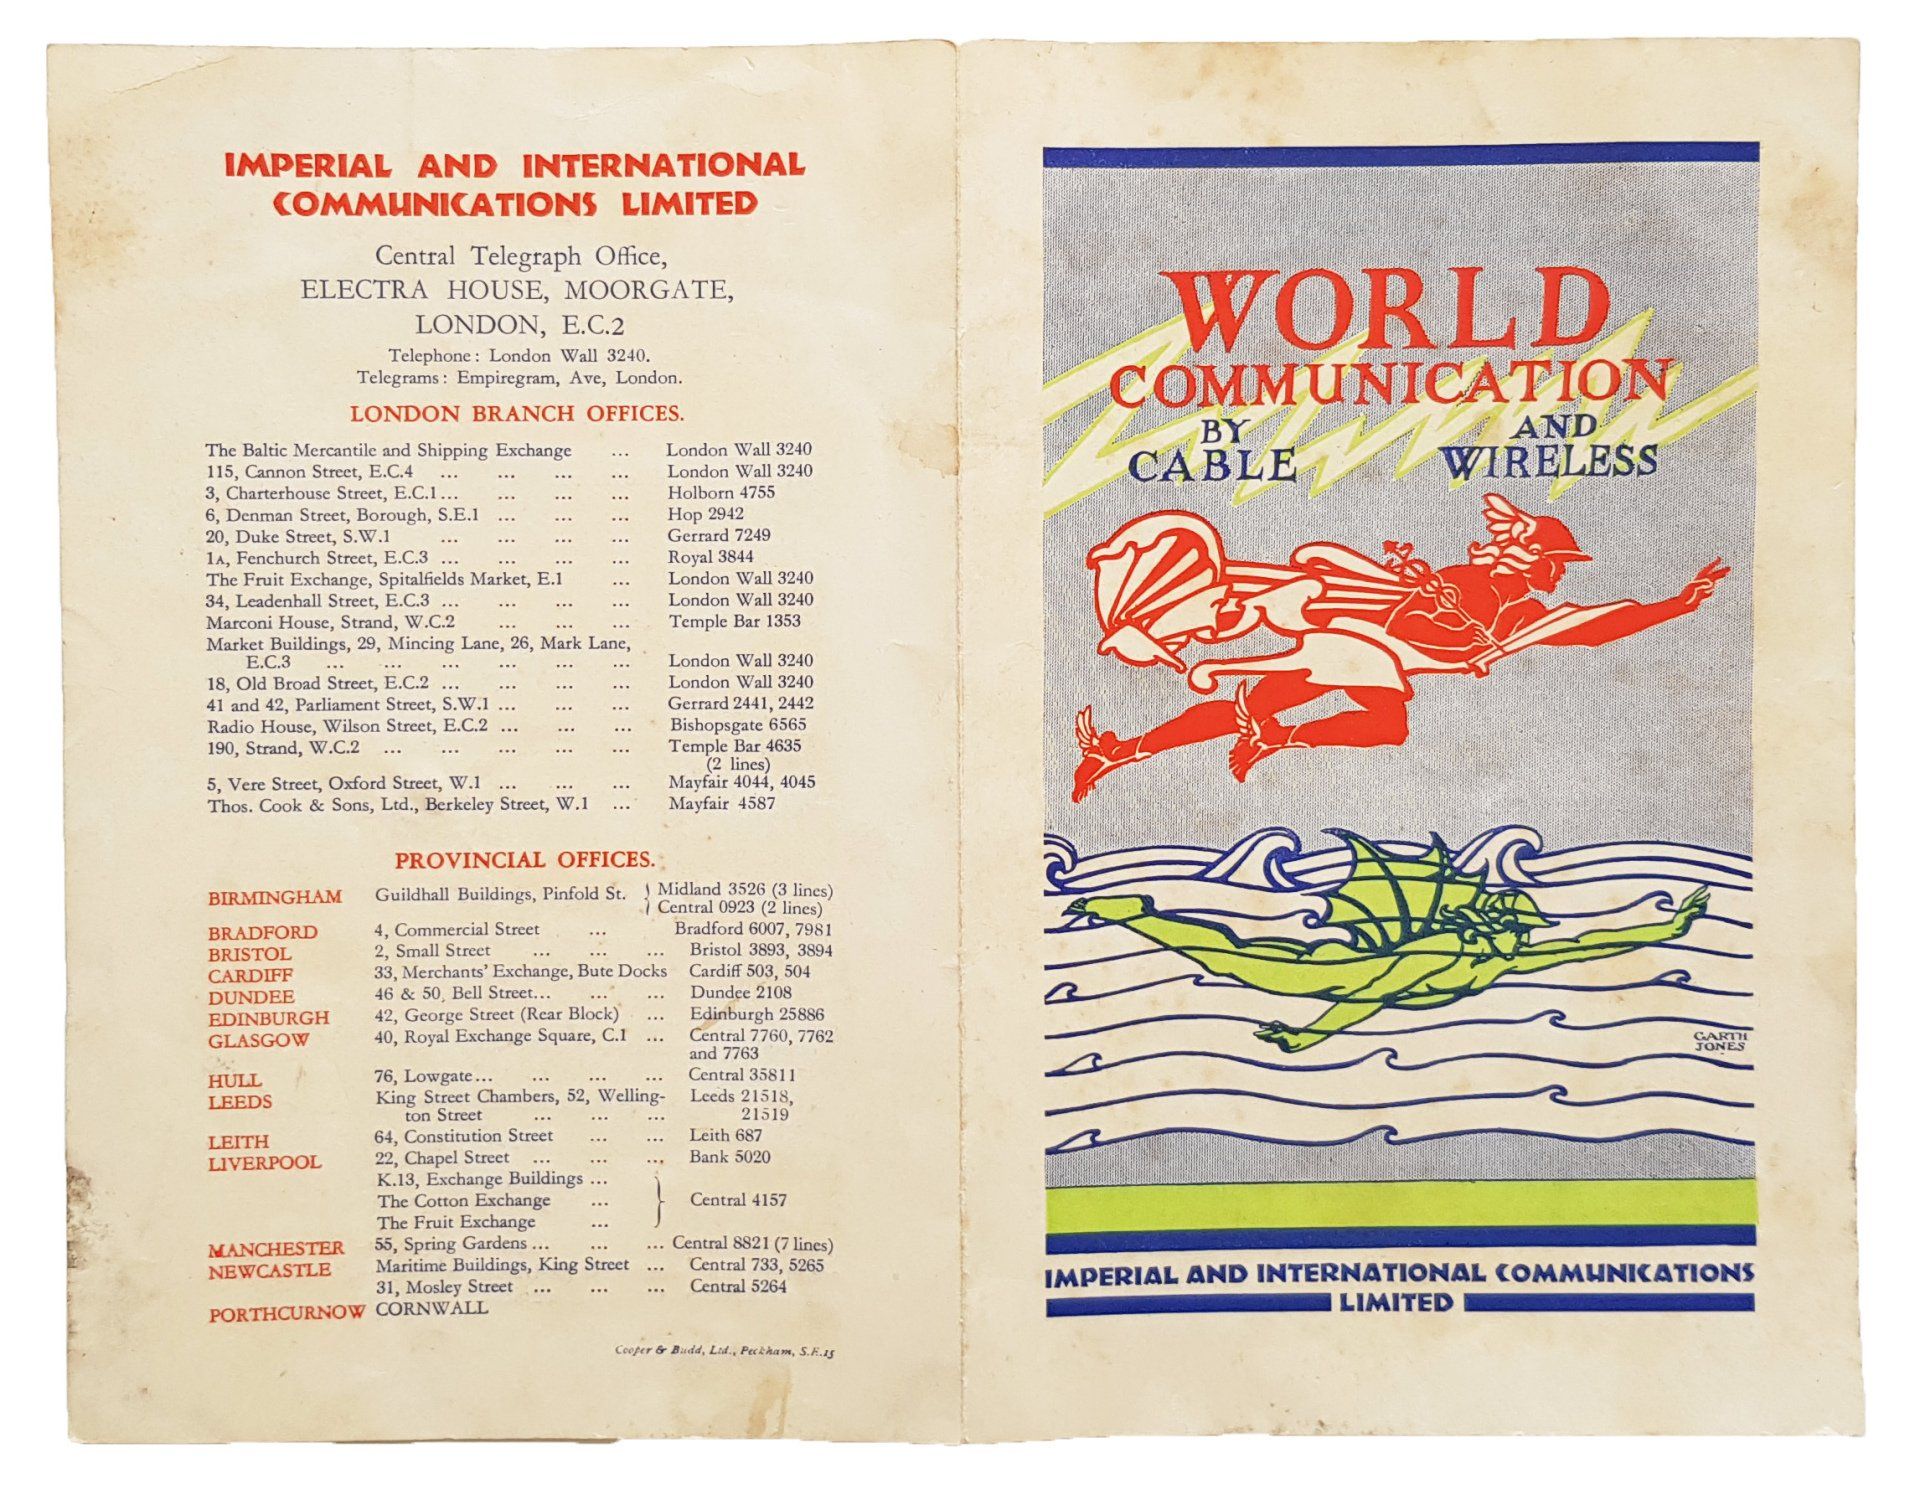 IMPERIAL AND INTERNATIONAL
COMMUNICATIONS LIMITED
Central Telegraph Office,
ELECTRA HOUSE, MOORGATE,
LONDON, E.C.2
Telephone: London Wall 3240.
Telegrams: Empiregram, Ave, London.
LONDON BRANCH OFFICES.
The Baltic Mercantile and Shipping Exchange ... London Wall 3240
115, Cannon Street, E.C.4 ... ... ... ... London Wall 3240
3, Charterhouse Street, E.C.1 ... ... ... ... Holborn 4755
6, Denman Street, Borough, S.E.1 ... ... ... Hop 2942
20, Duke Street, S.W.1 ... ... ... ... Gerrard 7249
1A, Fenchurch Street, E.C.3 ... ... ... ... Royal 3844
The Fruit Exchange, Spitalfields Market, E.1 ... London Wall 3240
34, Leadenhall Street, E.C.3 ... ... ... ... London Wall 3240
Marconi House, Strand, W.C.2 ... ... ... Temple Bar 1353
Market Buildings, 29, Mincing Lane, 26, Mark Lane,
E.C.3 ... ... ... ... ... ... London Wall 3240
18, Old Broad Street, E.C.2 ... ... ... ... London Wall 3240
41 and 42, Parliament Street, S.W.1 ... ... ... Gerrard 2441, 2442
Radio House, Wilson Street, E.C.2 ... ... ... Bishopsgate 6565
190, Strand, W.C.2 ... ... ... ... ... Temple Bar 4635
(2 lines)
5, Vere Street, Oxford Street, W.1 ... ... ... Mayfair 4044, 4045
Thos. Cook & Sons, Ltd., Berkeley Street, W.1 ... Mayfair 4587
PROVINCIAL OFFICES.
BIRMINGHAM Guildhall Buildings, Pinfold St. Midland 3526 (3 lines)
Central 0923 (2 lines)
BRADFORD 4, Commercial Street ... Bradford 6007, 7981
BRISTOL 2, Small Street ... ... ... Bristol 3893, 3894
CARDIFF 33, Merchants' Exchange, Bute Docks Cardiff 503, 504
DUNDEE 46 & 50, Bell Street... ... ... Dundee 2108
EDINBURGH 42, George Street (Rear Block) ... Edinburgh 25886
GLASGOW 40, Royal Exchange Square, C.1 ... Central 7760, 7762
and 7763
HULL 76, Lowgate... ... ... ... Central 35811
LEEDS King Street Chambers, 52, Welling- Leeds 21518,
ton Street ... ... ... 21519
LEITH 64, Constitution Street ... ... Leith 687
LIVERPOOL 22, Chapel Street ... ... ... Bank 5020
K.13, Exchange Buildings ...
The Cotton Exchange ... } Central 4157
The Fruit Exchange ...
MANCHESTER 55, Spring Gardens ... ... ... Central 8821 (7 lines)
NEWCASTLE Maritime Buildings, King Street ... Central 733, 5265
31, Mosley Street ... ... ... Central 5264
PORTHCURNOW CORNWALL
Cooper & Budd, Ltd., Peckham, S.E.15
WORLD
COMMUNICATION
BY AND
CABLE WIRELESS
GARTH
JONES
IMPERIAL AND INTERNATIONAL COMMUNICATIONS
LIMITED